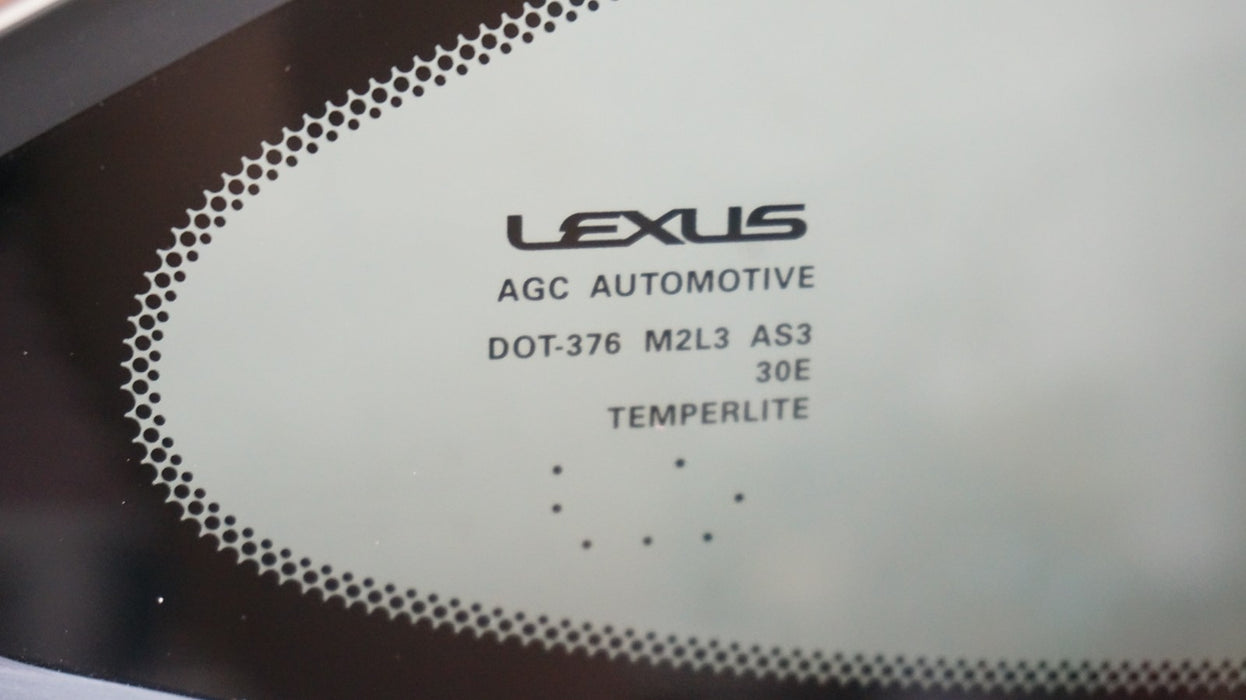 LEXUS
AGC AUTOMOTIVE
DOT-376 M2L3 AS3
30E
TEMPERLITE